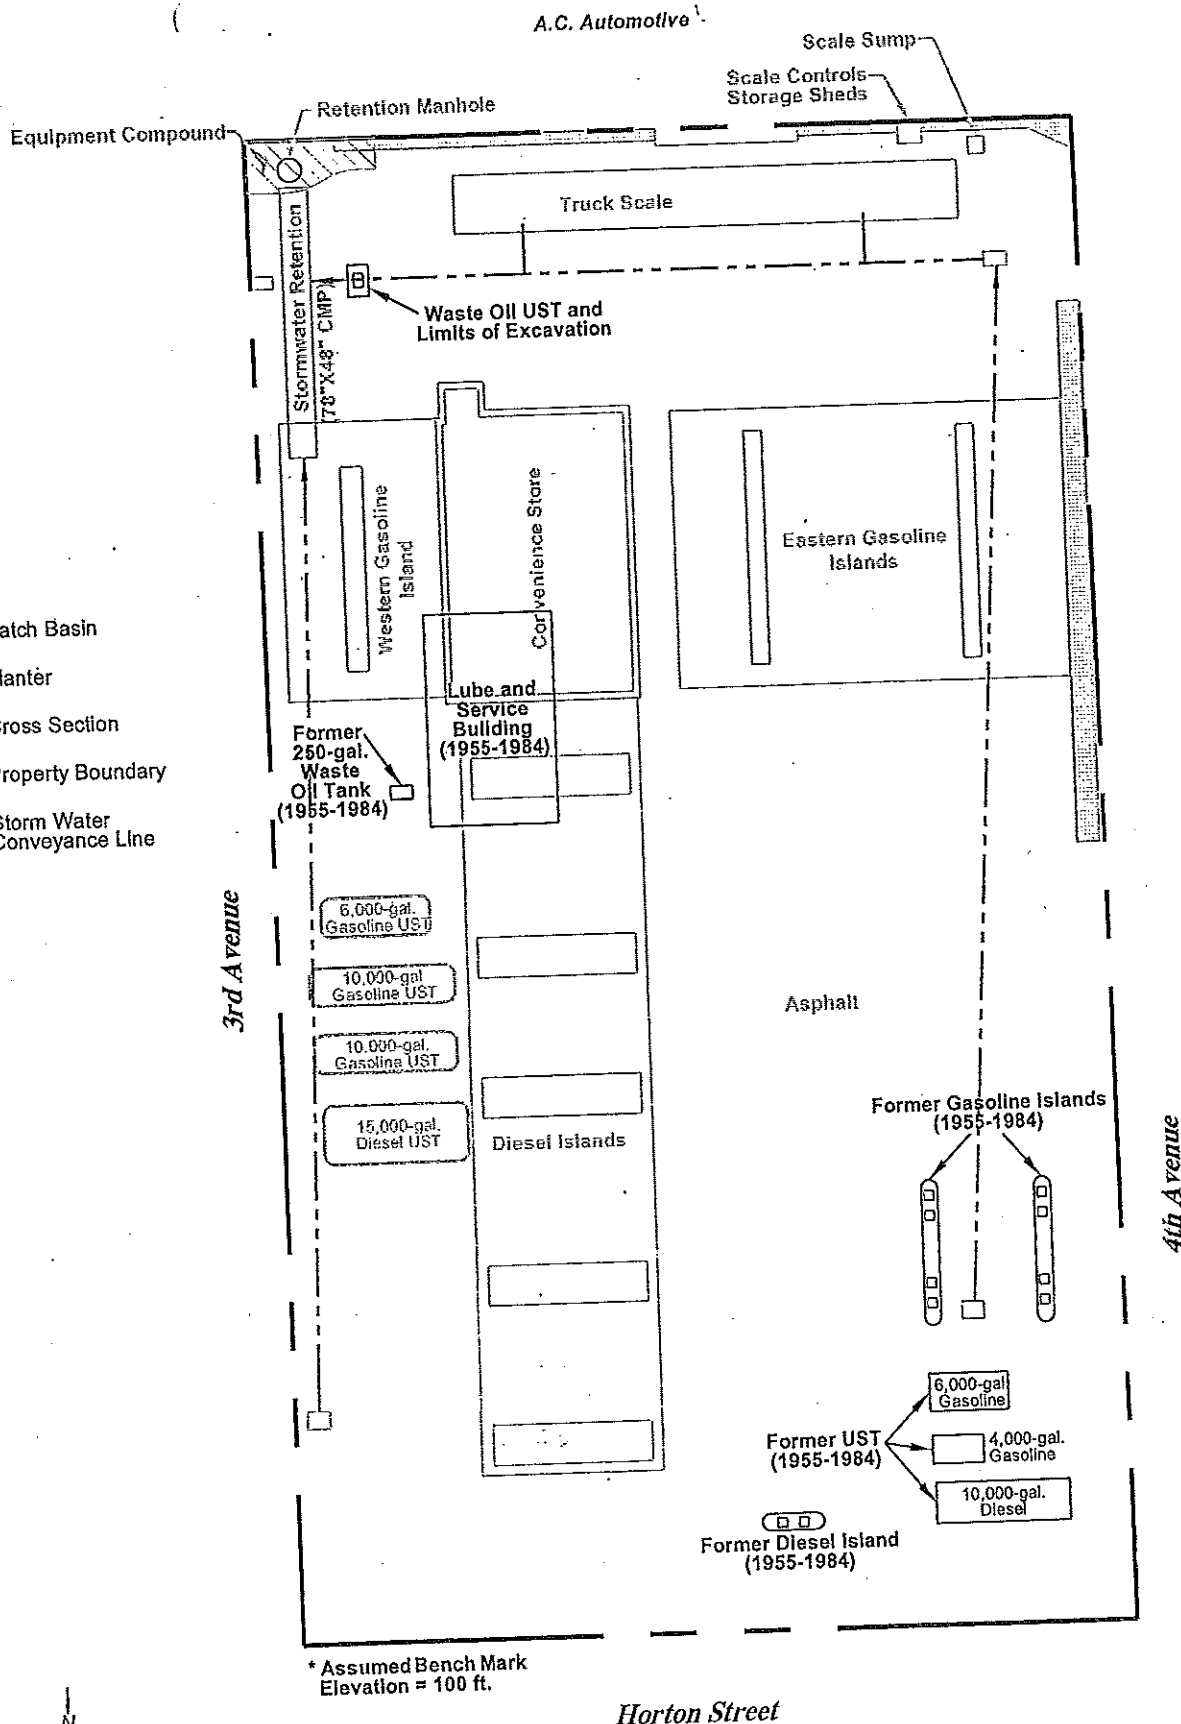 A.C. Automotive
Scale Sump
Scale Controls
Storage Sheds
Retention Manhole
Equipment Compound
Truck Scale
Stormwater Retention
(78"X48" CMP)
Waste Oil UST and
Limits of Excavation
Western Gasoline
Island
Convenience Store
Eastern Gasoline
Islands
atch Basin
lanter
ross Section
roperty Boundary
Storm Water
Conveyance Line
Lube and
Service
Building
(1955-1984)
Former
250-gal.
Waste
Oil Tank
(1955-1984)
3rd Avenue
6,000-gal.
Gasoline UST
10,000-gal
Gasoline UST
10,000-gal.
Gasoline UST
15,000-gal.
Diesel UST
Diesel Islands
Asphalt
Former Gasoline Islands
(1955-1984)
4th Avenue
6,000-gal
Gasoline
Former UST
(1955-1984)
4,000-gal.
Gasoline
10,000-gal.
Diesel
Former Diesel Island
(1955-1984)
* Assumed Bench Mark
Elevation = 100 ft.
N
Horton Street